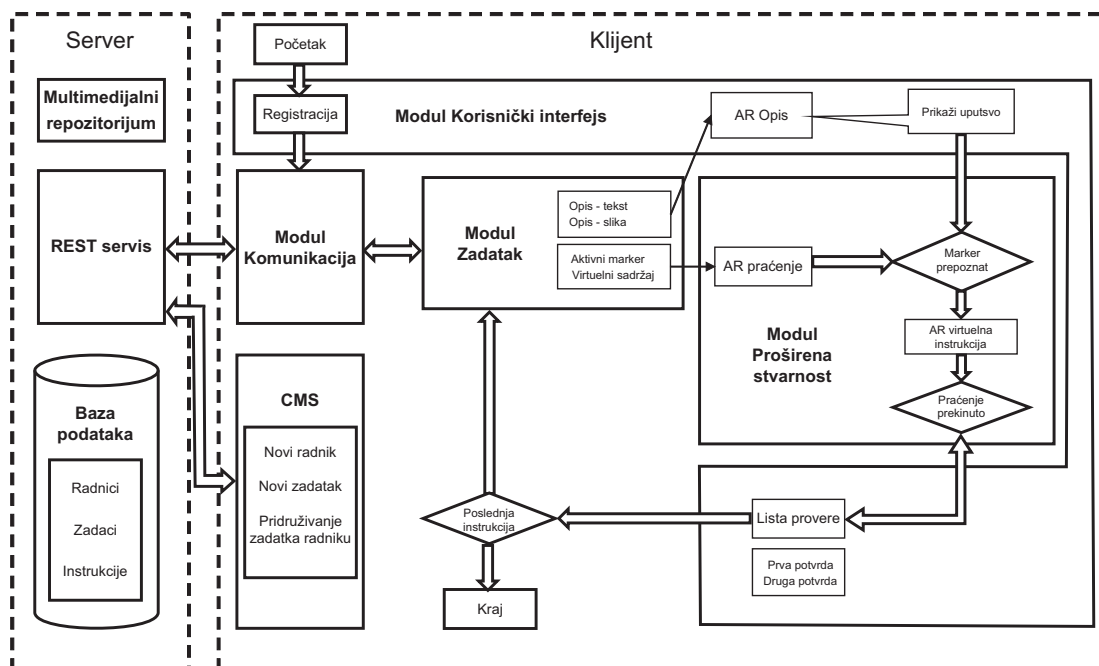 Server
Multimedijalni
repozitorijum
REST servis
Baza
podataka
Radnici
Zadaci
Instrukcije
Klijent
Početak
Registracija
Modul Korisnički interfejs
AR Opis
Prikaži uputsvo
Modul
Komunikacija
Modul
Zadatak
Opis - tekst
Opis - slika
Aktivni marker
Virtuelni sadržaj
AR praćenje
Marker
prepoznat
AR virtuelna
instrukcija
Modul
Proširena
stvarnost
Praćenje
prekinuto
CMS
Novi radnik
Novi zadatak
Pridruživanje
zadatka radniku
Poslednja
instrukcija
Lista provere
Prva potvrda
Druga potvrda
Kraj